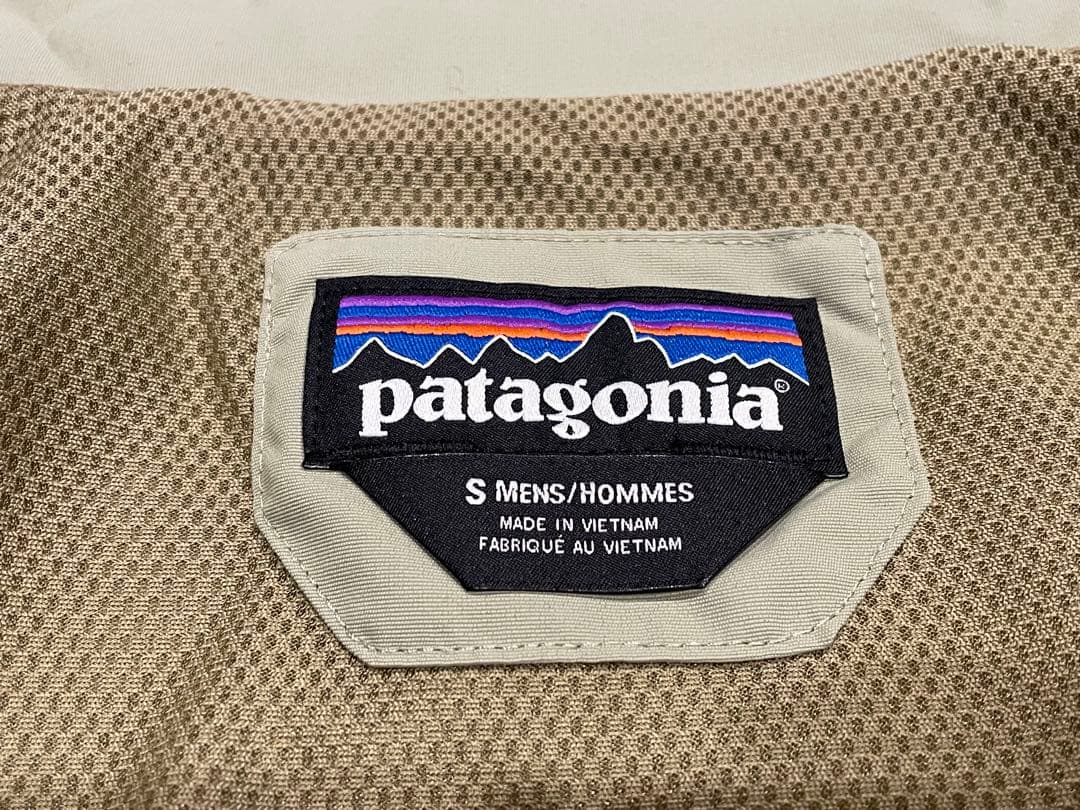 patagonia®
S MENS/HOMMES
MADE IN VIETNAM
FABRIQUÉ AU VIETNAM